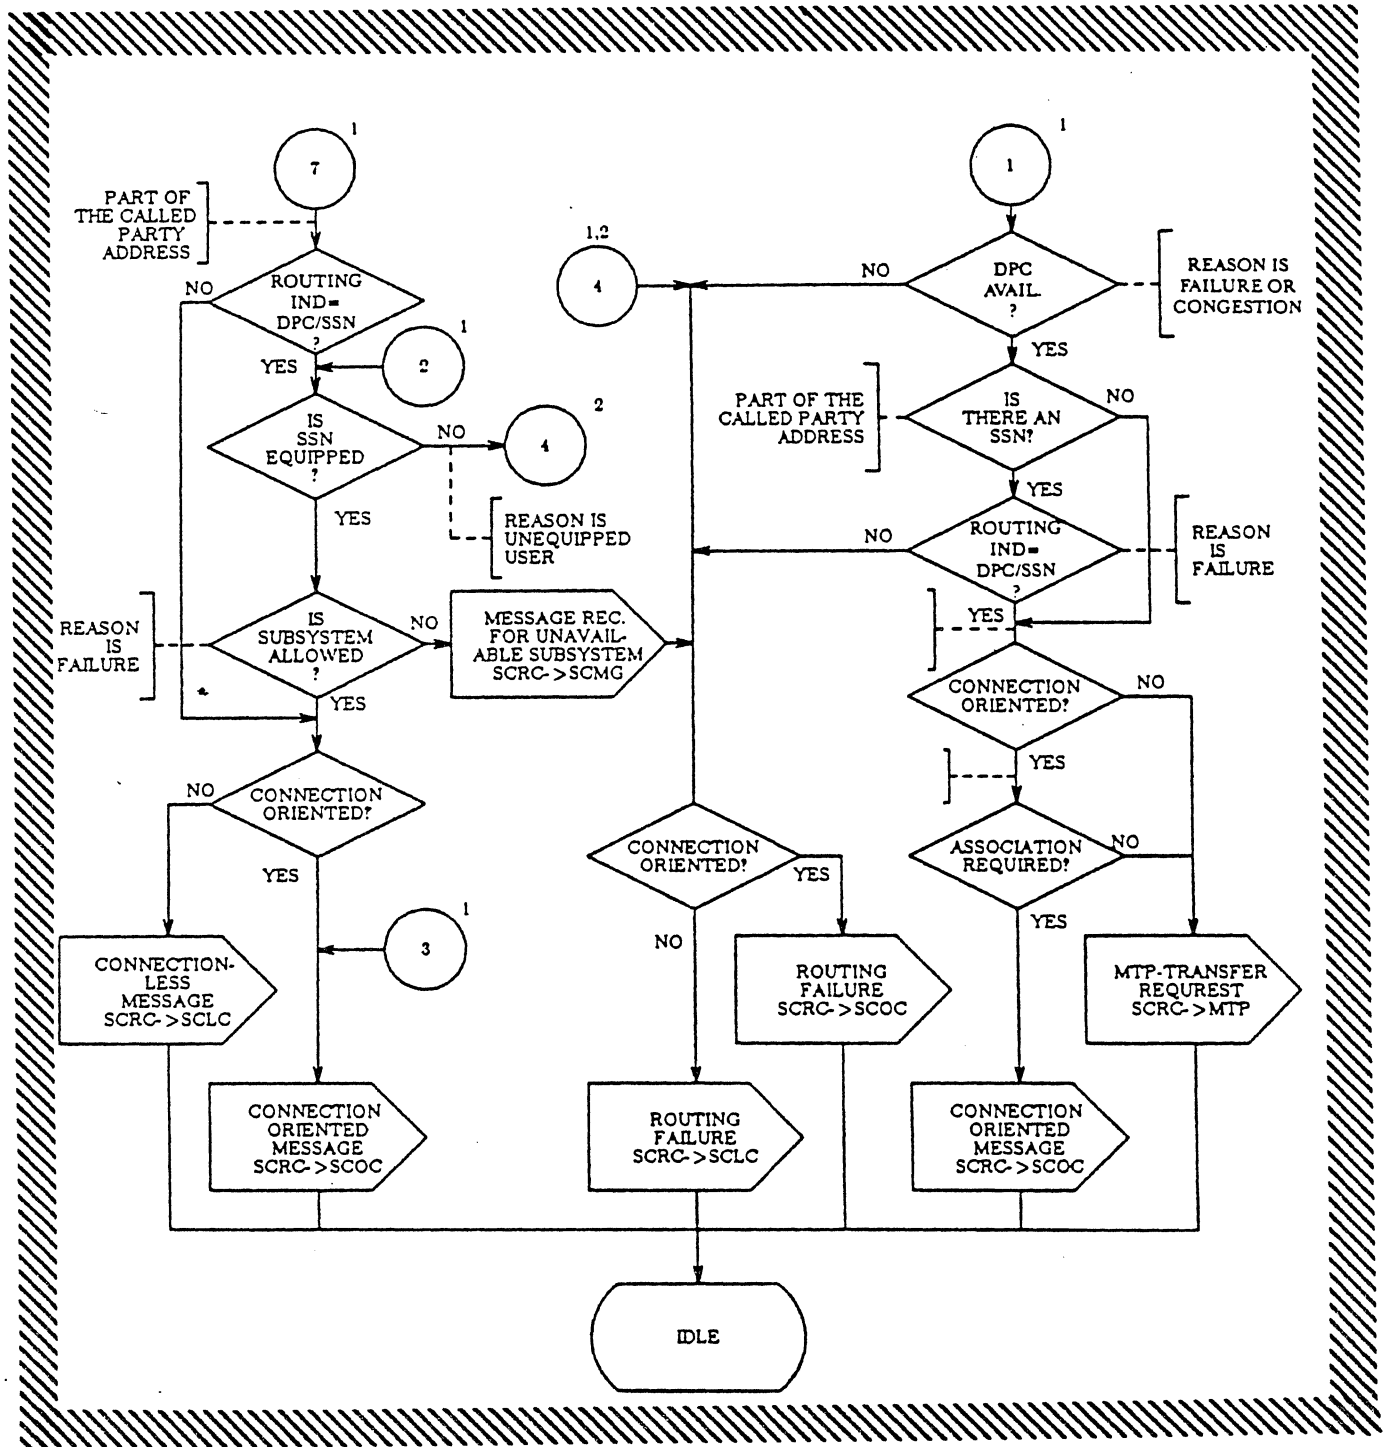 1
7
PART OF
THE CALLED
PARTY
ADDRESS
ROUTING
IND=
DPC/SSN
?
NO
YES
1
2
IS
SSN
EQUIPPED
?
NO
2
4
YES
REASON IS
UNEQUIPPED
USER
REASON
IS
FAILURE
IS
SUBSYSTEM
ALLOWED
?
NO
MESSAGE REC.
FOR UNAVAIL-
ABLE SUBSYSTEM
SCRC->SCMG
YES
CONNECTION
ORIENTED?
NO
YES
1
3
CONNECTION-
LESS
MESSAGE
SCRC->SCLC
CONNECTION
ORIENTED
MESSAGE
SCRC->SCOC
1,2
4
CONNECTION
ORIENTED?
YES
NO
ROUTING
FAILURE
SCRC->SCOC
ROUTING
FAILURE
SCRC->SCLC
1
1
DPC
AVAIL.
?
NO
REASON IS
FAILURE OR
CONGESTION
YES
PART OF THE
CALLED PARTY
ADDRESS
IS
THERE AN
SSN?
NO
YES
ROUTING
IND=
DPC/SSN
?
NO
REASON
IS
FAILURE
YES
CONNECTION
ORIENTED?
NO
YES
ASSOCIATION
REQUIRED?
NO
YES
MTP-TRANSFER
REQUREST
SCRC->MTP
CONNECTION
ORIENTED
MESSAGE
SCRC->SCOC
IDLE